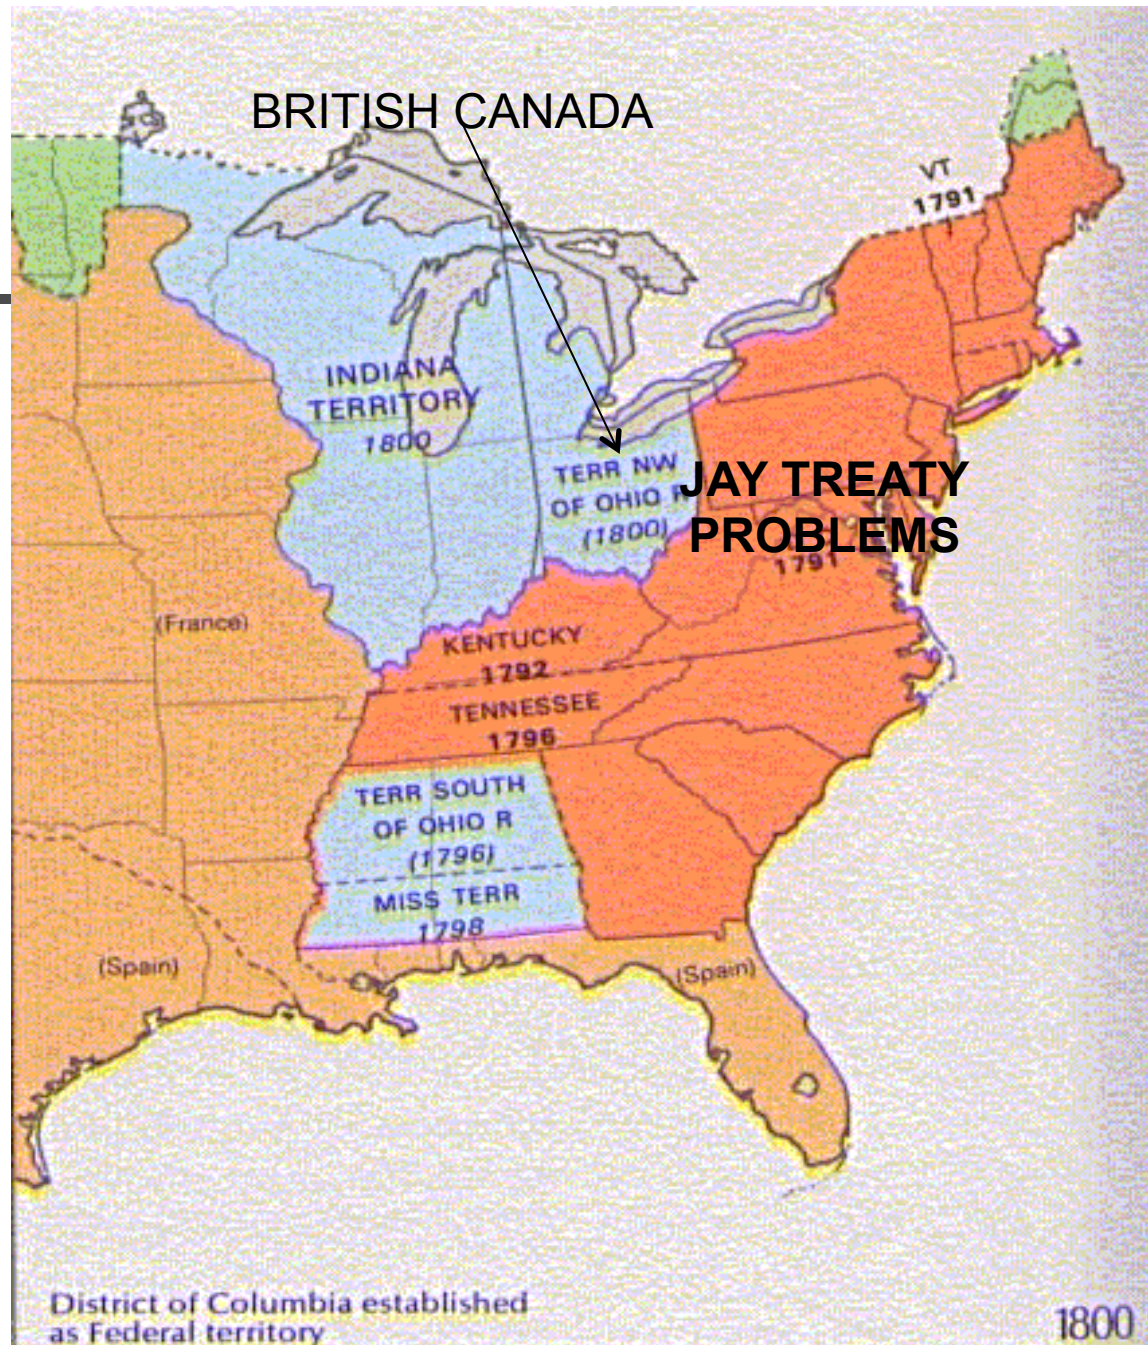 BRITISH CANADA
VT
1791
INDIANA
TERRITORY
1800
TERR NW
OF OHIO R
(1800)
JAY TREATY
PROBLEMS
1791
(France)
KENTUCKY
1792
TENNESSEE
1796
TERR SOUTH
OF OHIO R
(1796)
MISS TERR
1798
(Spain)
(Spain)
District of Columbia established
as Federal territory
1800